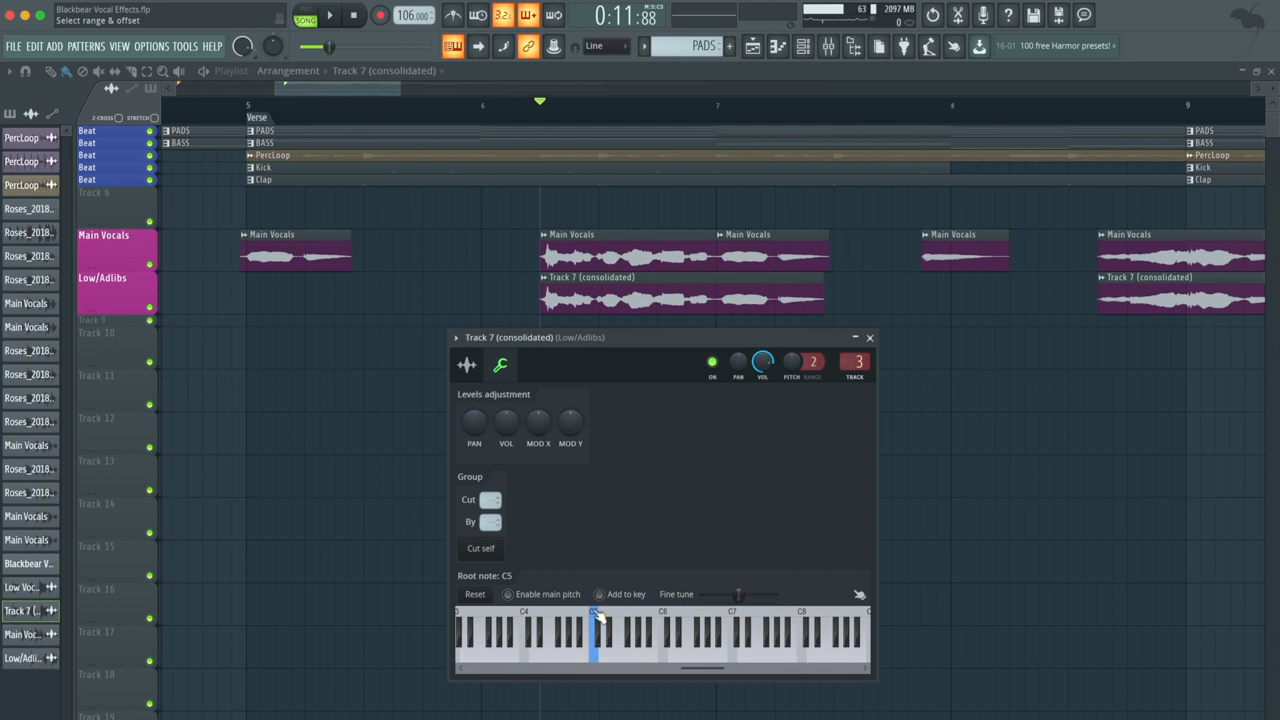 Blackbear Vocal Effects.flp
Select range & offset
SONG
106.000
3.2.1
0:11:88
M:S:CS
63
2097 MB
0
FILE EDIT ADD PATTERNS VIEW OPTIONS TOOLS HELP
Line
PADS
16-01 100 free Harmor presets!
Playlist - Arrangement › Track 7 (consolidated) ›
Z-CROSS
STRETCH
5
6
7
8
9
Verse
PercLoop
PercLoop
PercLoop
Roses_2018..
Roses_2018..
Roses_2018..
Roses_2018..
Main Vocals
Main Vocals
Roses_2018..
Roses_2018..
Roses_2018..
Roses_2018..
Main Vocals
Roses_2018..
Roses_2018..
Main Vocals
Main Vocals
Blackbear V..
Low Voc..
Track 7 (..
Main Voc..
Low/Adli..
Beat
PADS
PADS
PADS
Beat
BASS
BASS
BASS
Beat
PercLoop
PercLoop
Beat
Kick
Kick
Beat
Clap
Clap
Track 6
Main Vocals
Main Vocals
Main Vocals
Main Vocals
Main Vocals
Main Vocals
Low/Adlibs
Track 7 (consolidated)
Track 7 (consolidated)
Track 9
Track 10
Track 11
Track 12
Track 13
Track 14
Track 15
Track 16
Track 17
Track 18
Track 19
Track 7 (consolidated) (Low/Adlibs)
ON
PAN
VOL
PITCH
2
RANGE
3
TRACK
Levels adjustment
PAN
VOL
MOD X
MOD Y
Group
Cut
By
Cut self
Root note: C5
Reset
Enable main pitch
Add to key
Fine tune
C4
C6
C7
C8